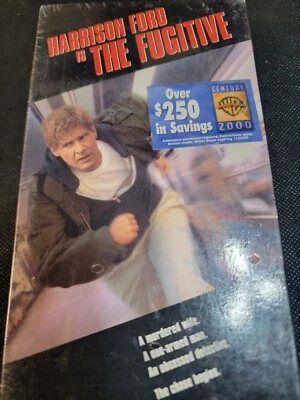 HARRISON FORD
IS THE FUGITIVE
Over
$250
in Savings
CENTURY
2000
A murdered wife.
A one-armed man.
An obsessed detective.
The chase begins.